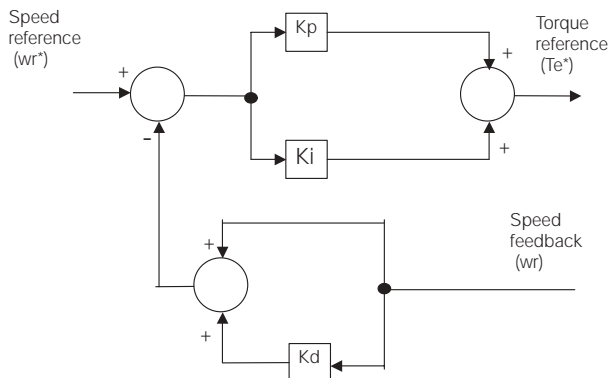 Speed
reference
(wr*)
+
−
Kp
Ki
+
+
Torque
reference
(Te*)
Speed
feedback
(wr)
+
+
Kd